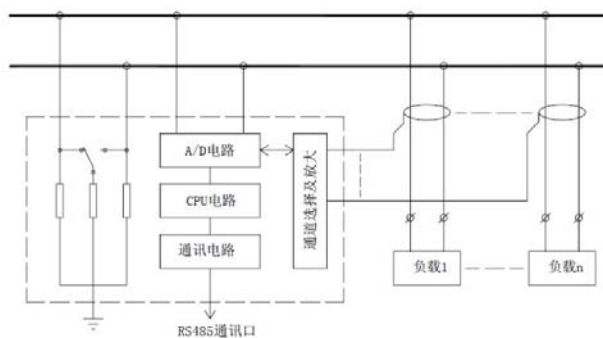 A/D电路
CPU电路
通讯电路
通道选择及放大
负载1
负载n
RS485通讯口